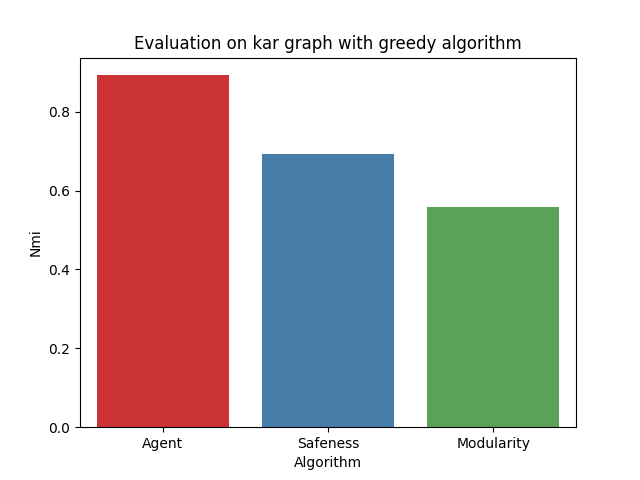 Evaluation on kar graph with greedy algorithm
Nmi
0.8
0.6
0.4
0.2
0.0
Agent Safeness Modularity
Algorithm